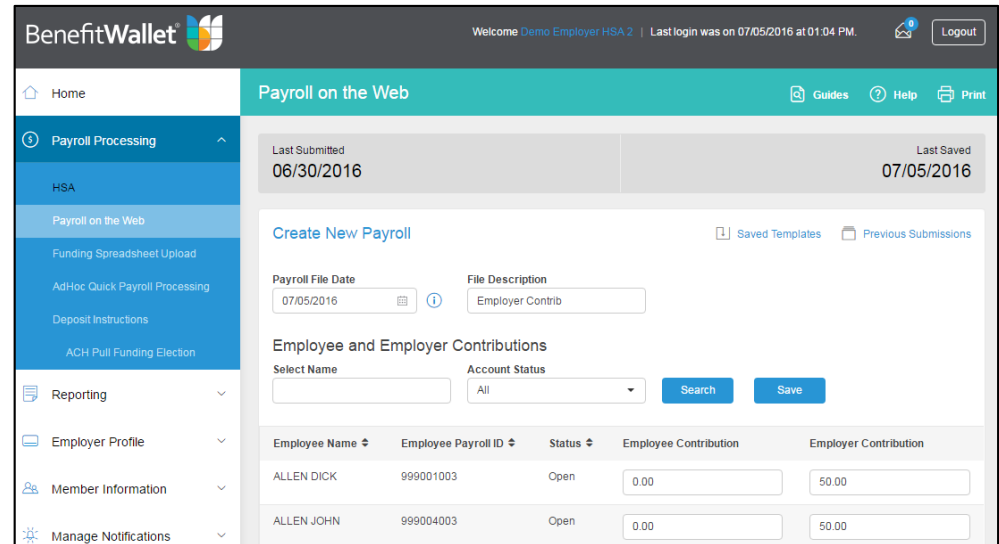 BenefitWallet®
Welcome Demo Employer HSA 2 | Last login was on 07/05/2016 at 01:04 PM.
0
Logout
Home
Payroll Processing
HSA
Payroll on the Web
Funding Spreadsheet Upload
AdHoc Quick Payroll Processing
Deposit Instructions
ACH Pull Funding Election
Reporting
Employer Profile
Member Information
Manage Notifications
Payroll on the Web
Guides Help Print
Last Submitted Last Saved
06/30/2016 07/05/2016
Create New Payroll Saved Templates Previous Submissions
Payroll File Date File Description
07/05/2016 Employer Contrib
Employee and Employer Contributions
Select Name Account Status
All Search Save
Employee Name Employee Payroll ID Status Employee Contribution Employer Contribution
ALLEN DICK 999001003 Open 0.00 50.00
ALLEN JOHN 999004003 Open 0.00 50.00